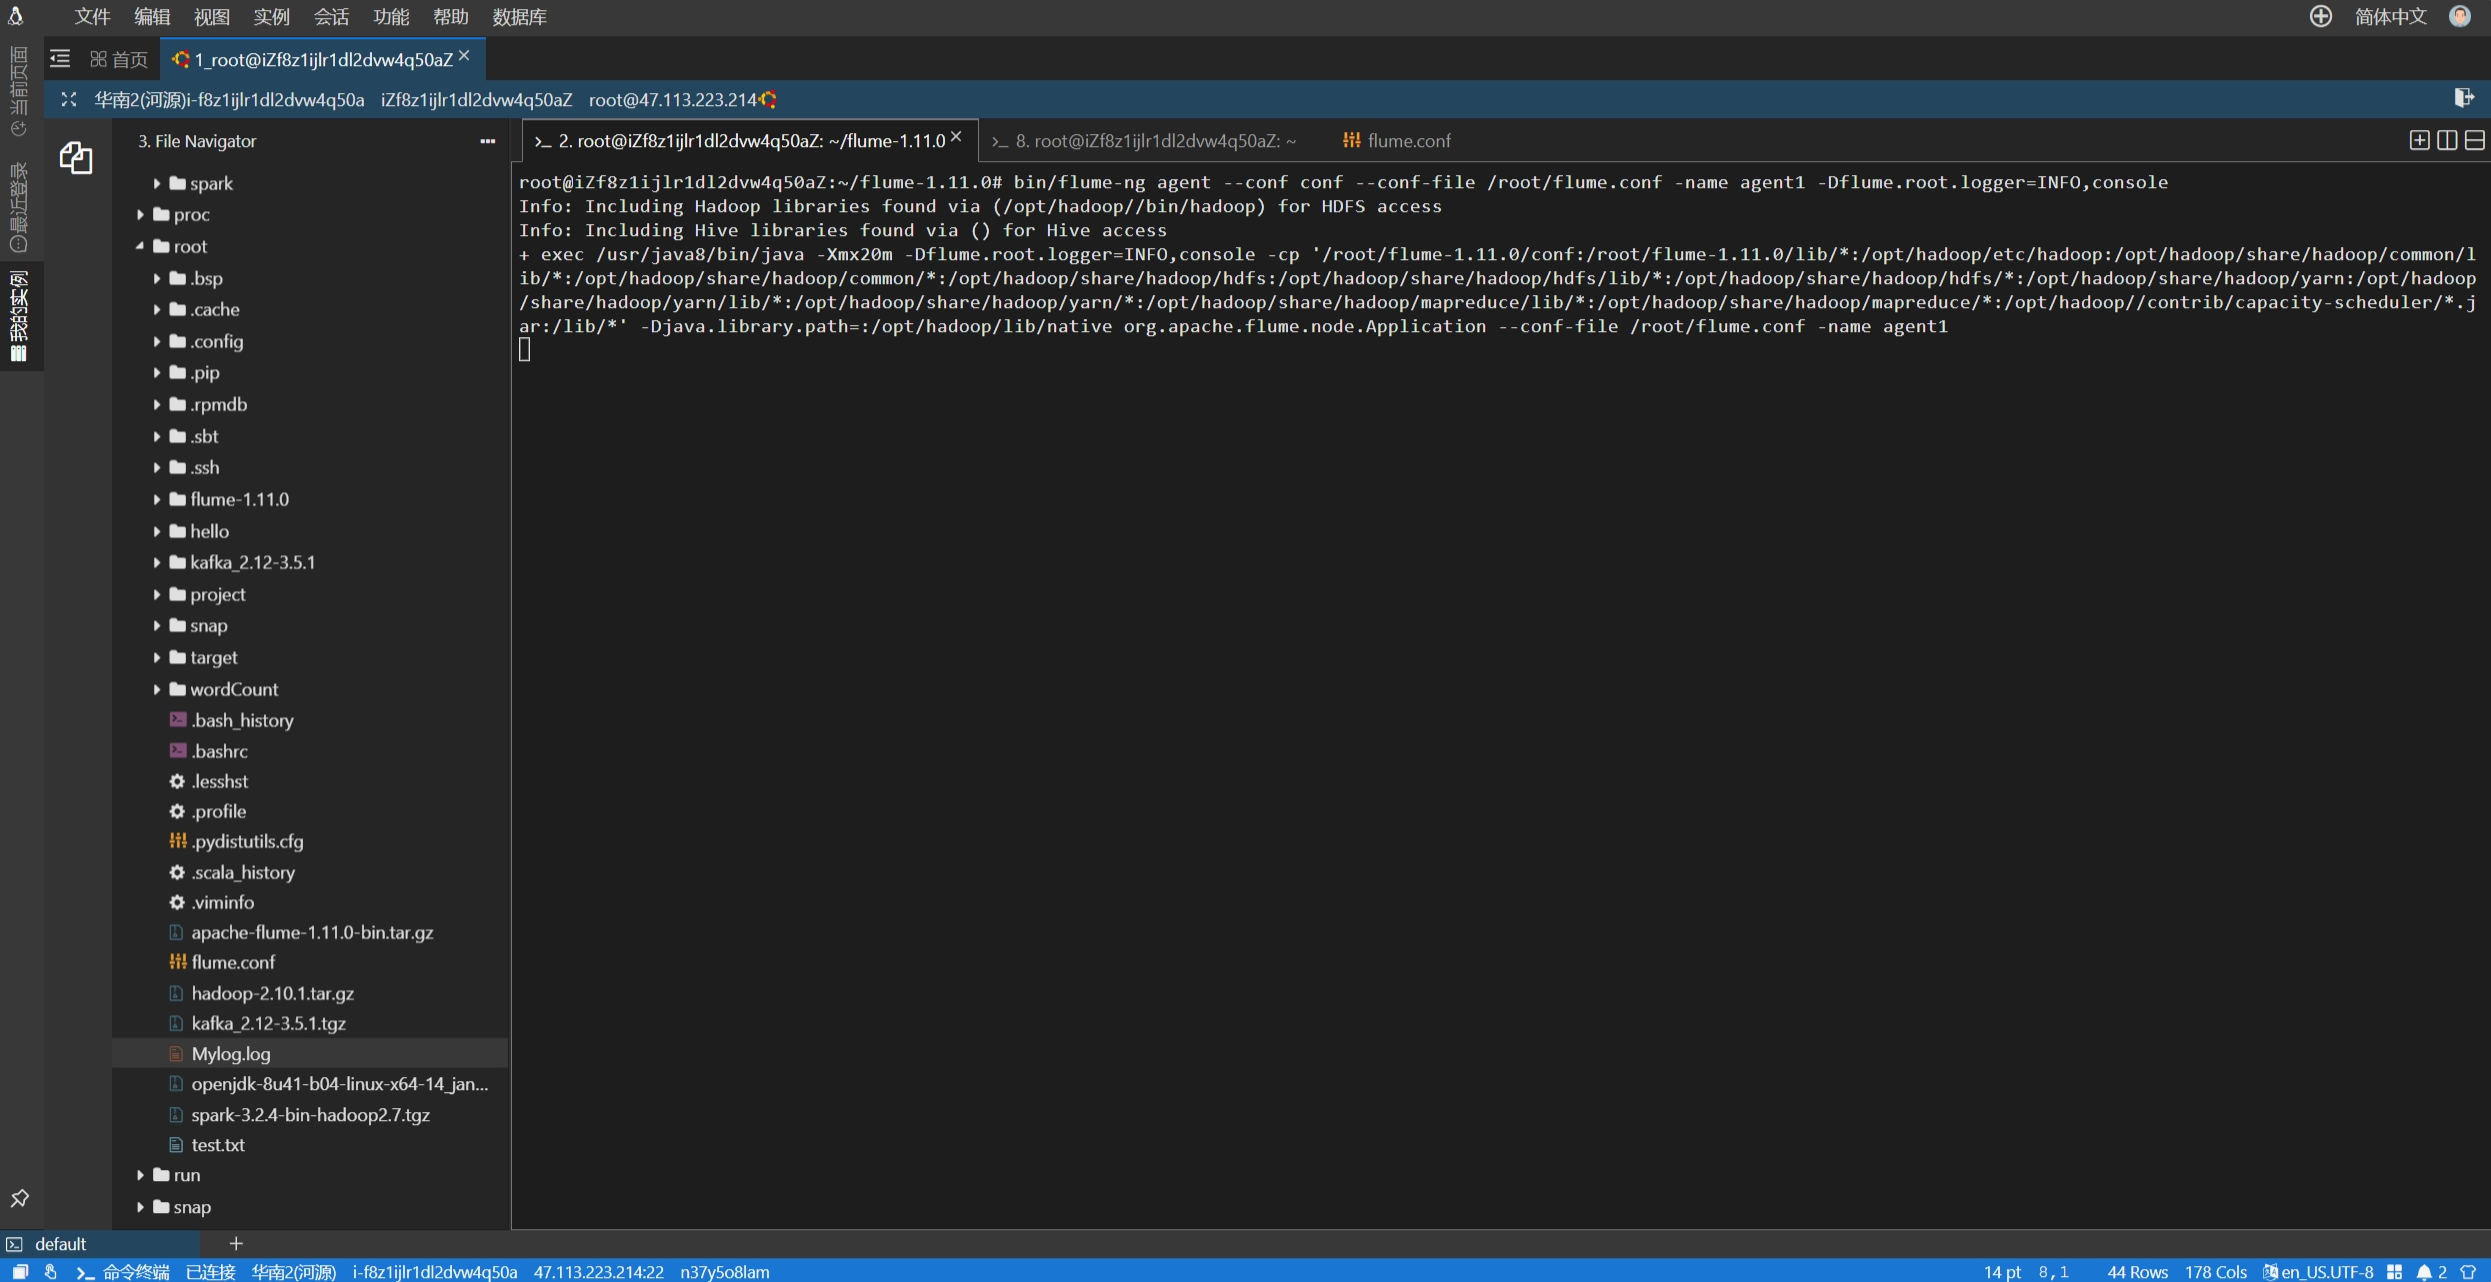 文件 编辑 视图 实例 会话 功能 帮助 数据库 简体中文
当前页面
最近登录
我的实例
首页 1_root@iZf8z1ijlr1dl2dvw4q50aZ
华南2(河源)i-f8z1ijlr1dl2dvw4q50a iZf8z1ijlr1dl2dvw4q50aZ root@47.113.223.214
3. File Navigator
spark
proc
root
.bsp
.cache
.config
.pip
.rpmdb
.sbt
.ssh
flume-1.11.0
hello
kafka_2.12-3.5.1
project
snap
target
wordCount
.bash_history
.bashrc
.lesshst
.profile
.pydistutils.cfg
.scala_history
.viminfo
apache-flume-1.11.0-bin.tar.gz
flume.conf
hadoop-2.10.1.tar.gz
kafka_2.12-3.5.1.tgz
Mylog.log
openjdk-8u41-b04-linux-x64-14_jan...
spark-3.2.4-bin-hadoop2.7.tgz
test.txt
run
snap
2. root@iZf8z1ijlr1dl2dvw4q50aZ: ~/flume-1.11.0 8. root@iZf8z1ijlr1dl2dvw4q50aZ: ~ flume.conf
root@iZf8z1ijlr1dl2dvw4q50aZ:~/flume-1.11.0# bin/flume-ng agent --conf conf --conf-file /root/flume.conf -name agent1 -Dflume.root.logger=INFO,console
Info: Including Hadoop libraries found via (/opt/hadoop//bin/hadoop) for HDFS access
Info: Including Hive libraries found via () for Hive access
+ exec /usr/java8/bin/java -Xmx20m -Dflume.root.logger=INFO,console -cp '/root/flume-1.11.0/conf:/root/flume-1.11.0/lib/*:/opt/hadoop/etc/hadoop:/opt/hadoop/share/hadoop/common/l
ib/*:/opt/hadoop/share/hadoop/common/*:/opt/hadoop/share/hadoop/hdfs:/opt/hadoop/share/hadoop/hdfs/lib/*:/opt/hadoop/share/hadoop/hdfs/*:/opt/hadoop/share/hadoop/yarn:/opt/hadoop
/share/hadoop/yarn/lib/*:/opt/hadoop/share/hadoop/yarn/*:/opt/hadoop/share/hadoop/mapreduce/lib/*:/opt/hadoop/share/hadoop/mapreduce/*:/opt/hadoop//contrib/capacity-scheduler/*.j
ar:/lib/*' -Djava.library.path=:/opt/hadoop/lib/native org.apache.flume.node.Application --conf-file /root/flume.conf -name agent1
default
命令终端 已连接 华南2(河源) i-f8z1ijlr1dl2dvw4q50a 47.113.223.214:22 n37y5o8lam 14 pt 8,1 44 Rows 178 Cols en_US.UTF-8 2